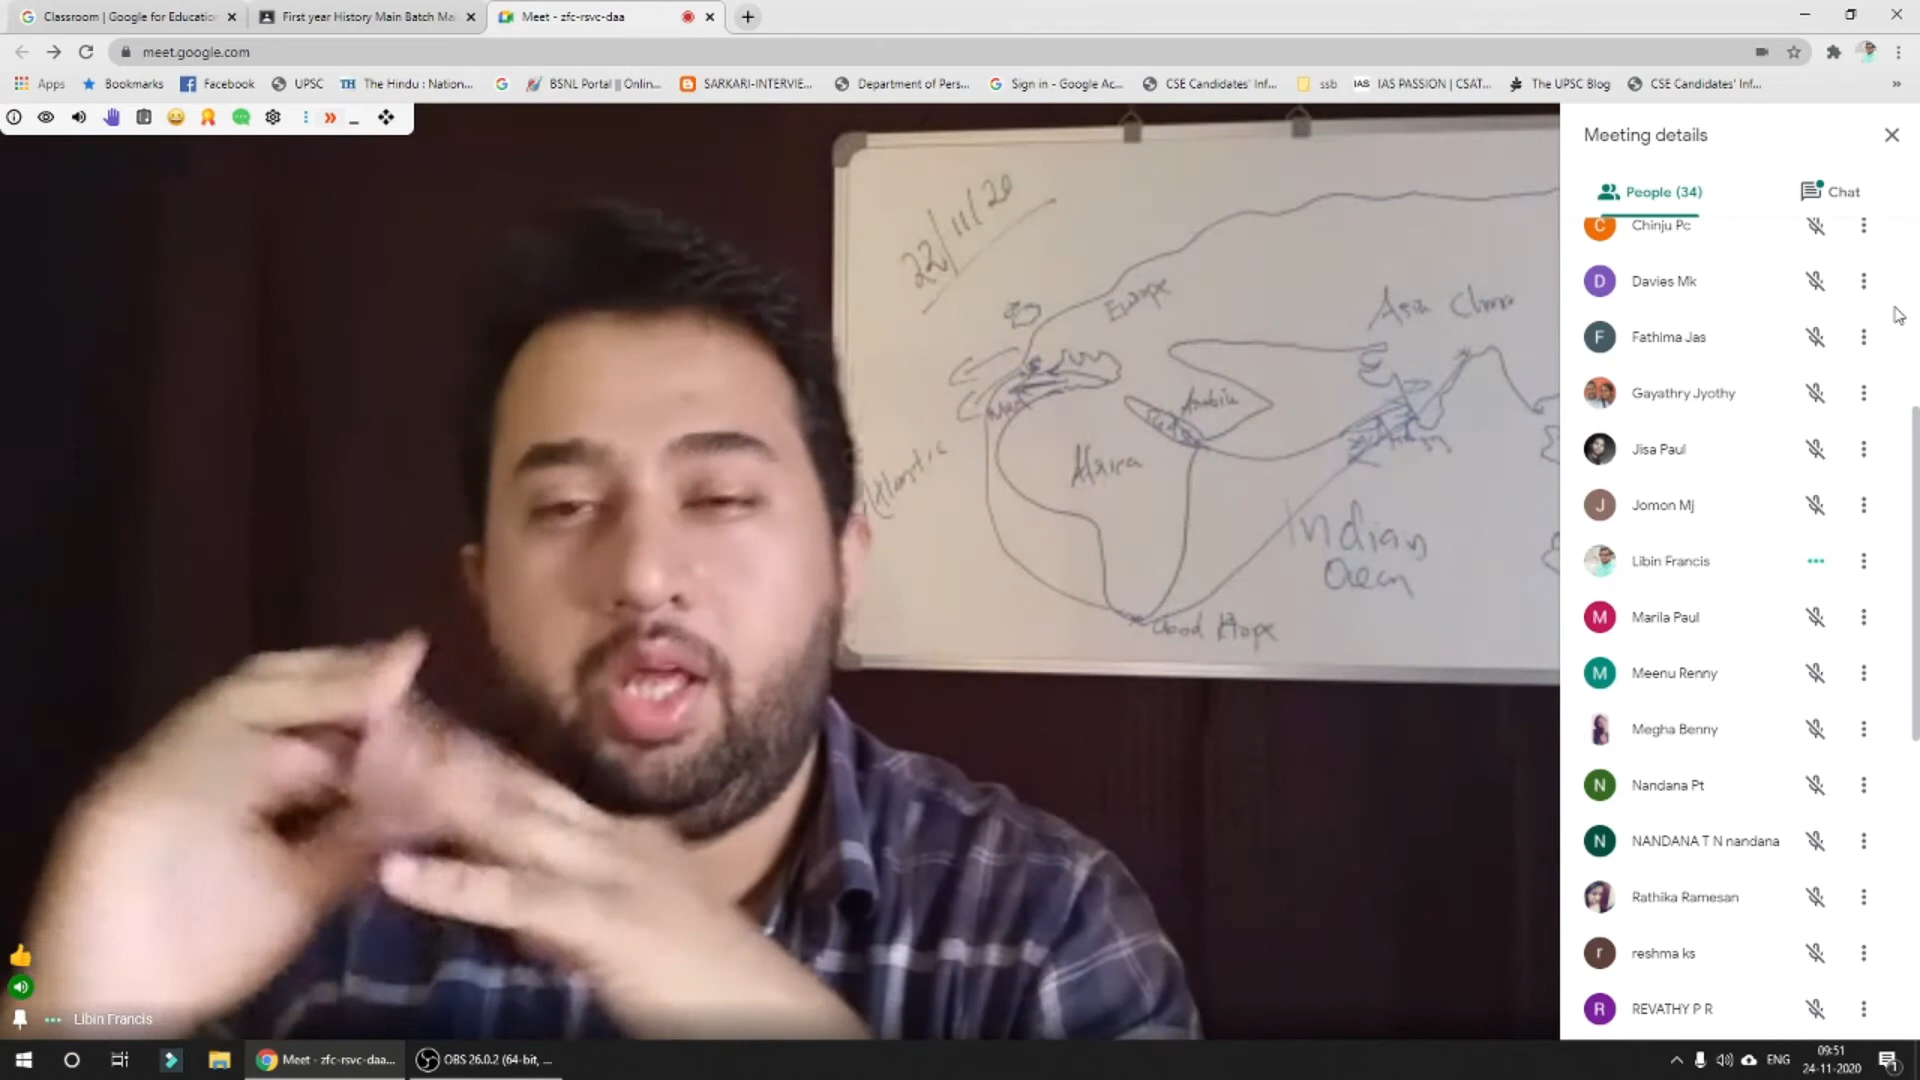 Classroom | Google for Educatio
First year History Main Batch Ma
Meet - zfc-rsvc-daa
meet.google.com
Apps
Bookmarks
Facebook
UPSC
TH
The Hindu : Nation...
BSNL Portal || Onlin...
SARKARI-INTERVIE...
Department of Pers...
Sign in - Google Ac...
CSE Candidates' Inf...
ssb
IAS
IAS PASSION | CSAT...
The UPSC Blog
CSE Candidates' Inf...
Meeting details
People (34)
Chat
C
Chinju Pc
D
Davies Mk
F
Fathima Jas
Gayathry Jyothy
Jisa Paul
J
Jomon Mj
Libin Francis
M
Marila Paul
M
Meenu Renny
Megha Benny
N
Nandana Pt
N
NANDANA T N nandana
Rathika Ramesan
r
reshma ks
R
REVATHY P R
22/11/20
Europe
Asia China
Arabia
Africa
Atlantic
Indian
Ocean
Good Hope
Libin Francis
Meet - zfc-rsvc-daa...
OBS 26.0.2 (64-bit, ...
ENG
09:51
24-11-2020
1